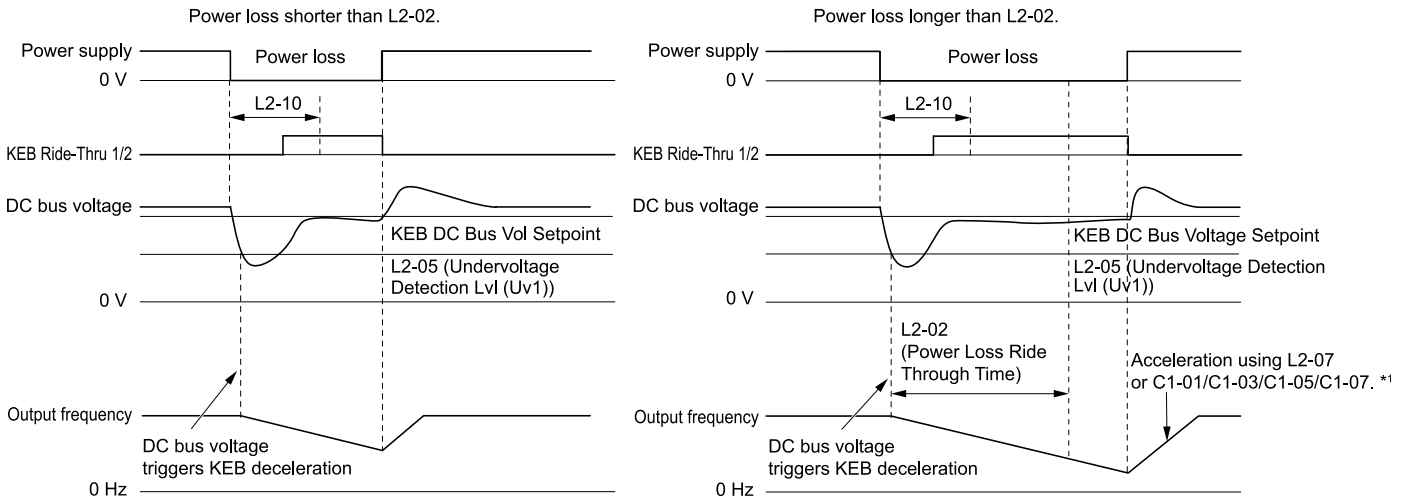 Power loss shorter than L2-02.
Power supply
Power loss
0 V
L2-10
KEB Ride-Thru 1/2
DC bus voltage
KEB DC Bus Vol Setpoint
L2-05 (Undervoltage
Detection Lvl (Uv1))
0 V
Output frequency
DC bus voltage
triggers KEB deceleration
0 Hz
Power loss longer than L2-02.
Power supply
Power loss
0 V
L2-10
KEB Ride-Thru 1/2
DC bus voltage
KEB DC Bus Voltage Setpoint
L2-05 (Undervoltage Detection
Lvl (Uv1))
0 V
L2-02
(Power Loss Ride
Through Time)
Acceleration using L2-07
or C1-01/C1-03/C1-05/C1-07. *1
Output frequency
DC bus voltage
triggers KEB deceleration
0 Hz